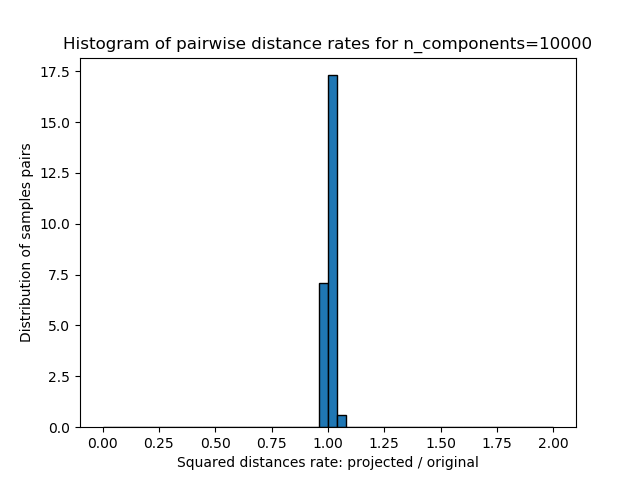 Histogram of pairwise distance rates for n_components=10000
17.5
15.0
12.5
10.0
7.5
5.0
2.5
0.0
Distribution of samples pairs
0.00 0.25 0.50 0.75 1.00 1.25 1.50 1.75 2.00
Squared distances rate: projected / original